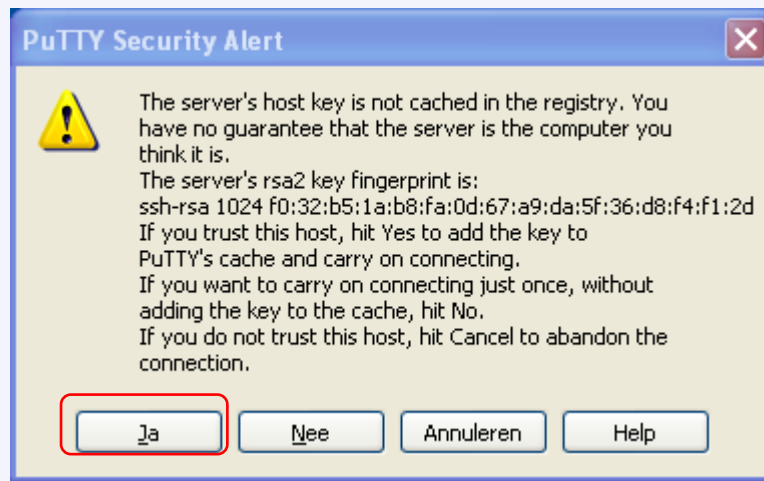 PuTTY Security Alert
The server's host key is not cached in the registry. You
have no guarantee that the server is the computer you
think it is.
The server's rsa2 key fingerprint is:
ssh-rsa 1024 f0:32:b5:1a:b8:fa:0d:67:a9:da:5f:36:d8:f4:f1:2d
If you trust this host, hit Yes to add the key to
PuTTY's cache and carry on connecting.
If you want to carry on connecting just once, without
adding the key to the cache, hit No.
If you do not trust this host, hit Cancel to abandon the
connection.
Ja Nee Annuleren Help